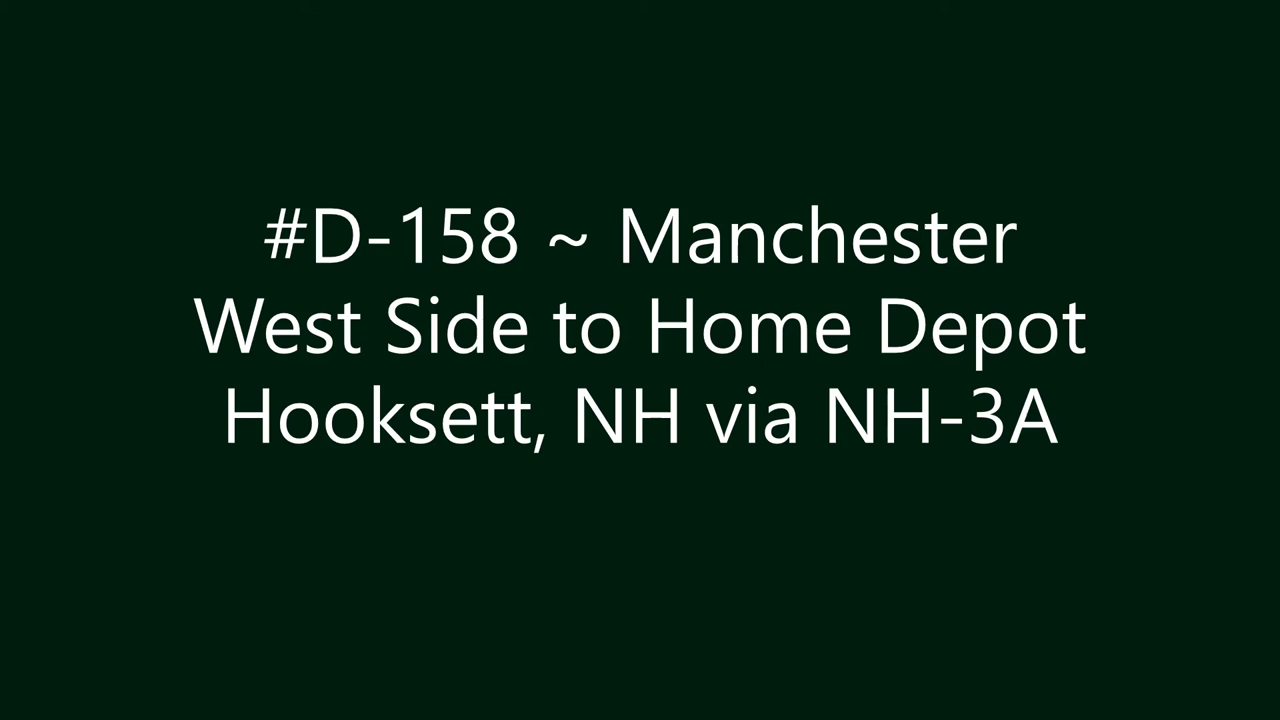 #D-158 ~ Manchester
West Side to Home Depot
Hooksett, NH via NH-3A